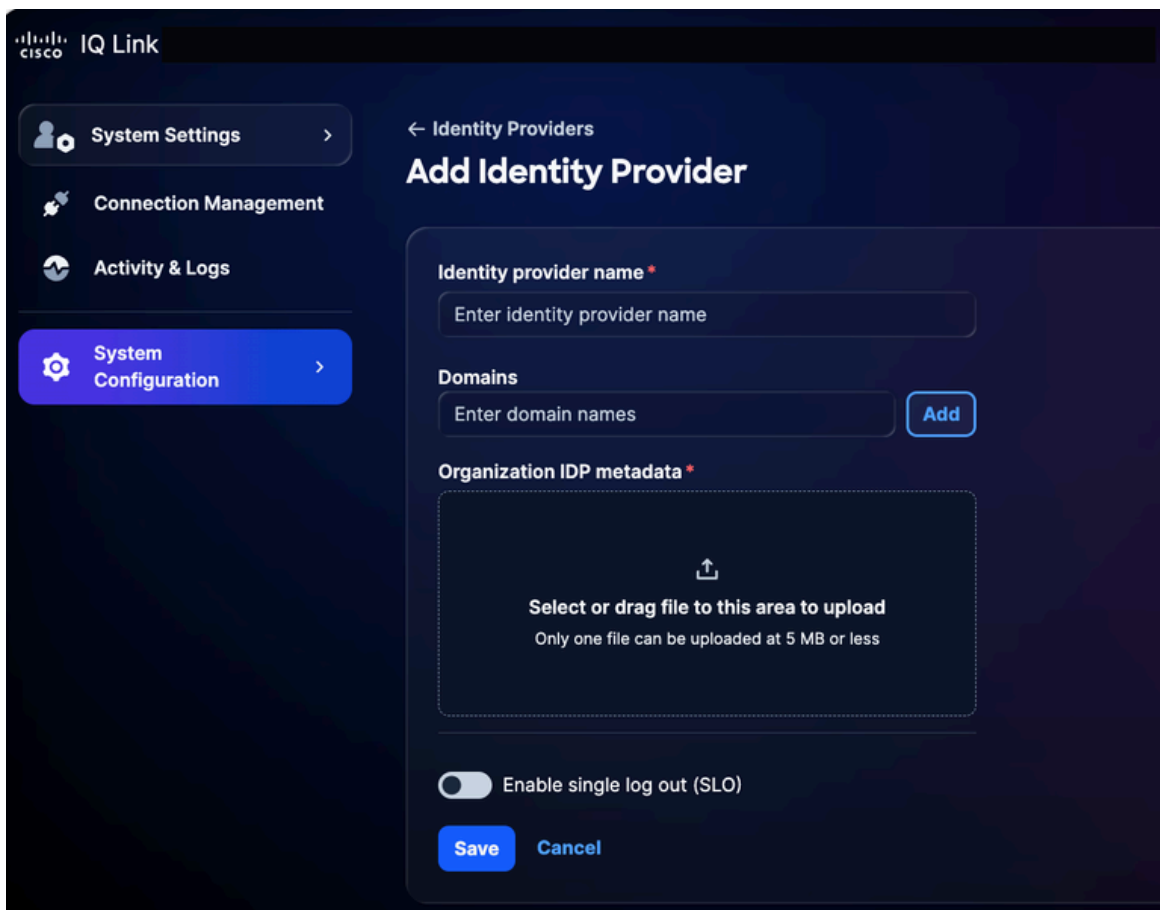 cisco IQ Link
System Settings
Connection Management
Activity & Logs
System
Configuration
← Identity Providers
Add Identity Provider
Identity provider name *
Enter identity provider name
Domains
Enter domain names
Add
Organization IDP metadata *
Select or drag file to this area to upload
Only one file can be uploaded at 5 MB or less
Enable single log out (SLO)
Save Cancel